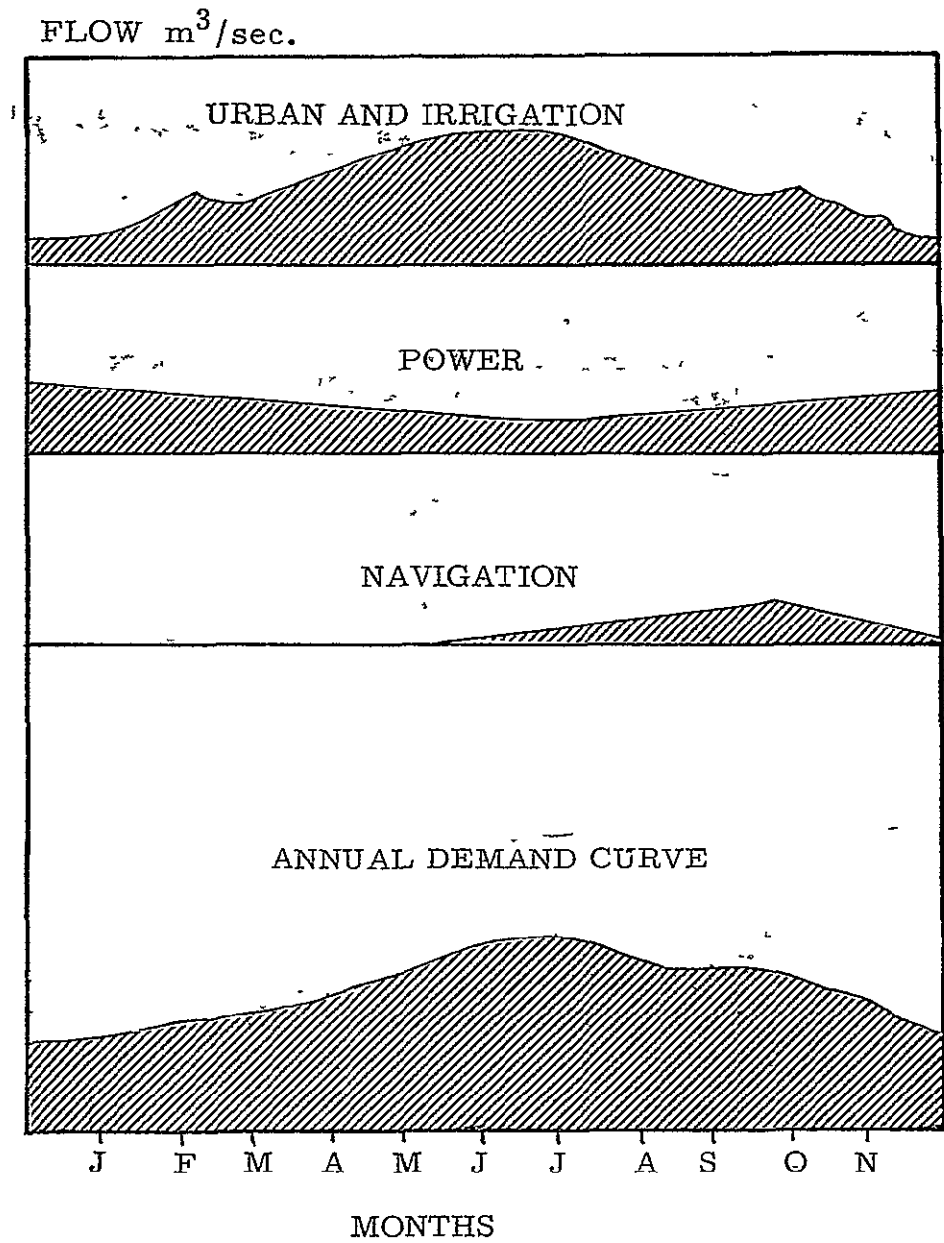 FLOW m³/sec.
URBAN AND IRRIGATION
POWER
NAVIGATION
ANNUAL DEMAND CURVE
J F M A M J J A S O N
MONTHS